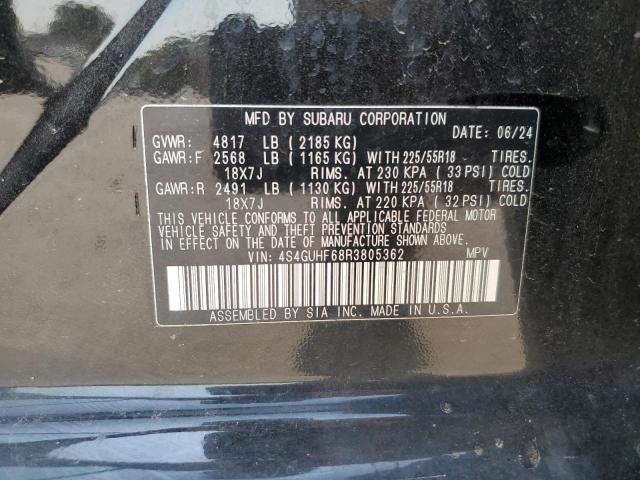 MFD BY SUBARU CORPORATION
GVWR: 4817 LB ( 2185 KG) DATE: 06/24
GAWR:F 2568 LB ( 1165 KG) WITH 225/55R18 TIRES.
18X7J RIMS. AT 230 KPA ( 33 PSI) COLD
GAWR:R 2491 LB ( 1130 KG) WITH 225/55R18 TIRES.
18X7J RIMS. AT 220 KPA ( 32 PSI) COLD
THIS VEHICLE CONFORMS TO ALL APPLICABLE FEDERAL MOTOR
VEHICLE SAFETY AND THEFT PREVENTION STANDARDS IN
EFFECT ON THE DATE OF MANUFACTURE SHOWN ABOVE.
VIN: 4S4GUHF68R3805362 MPV
ASSEMBLED BY SIA INC. MADE IN U.S.A.